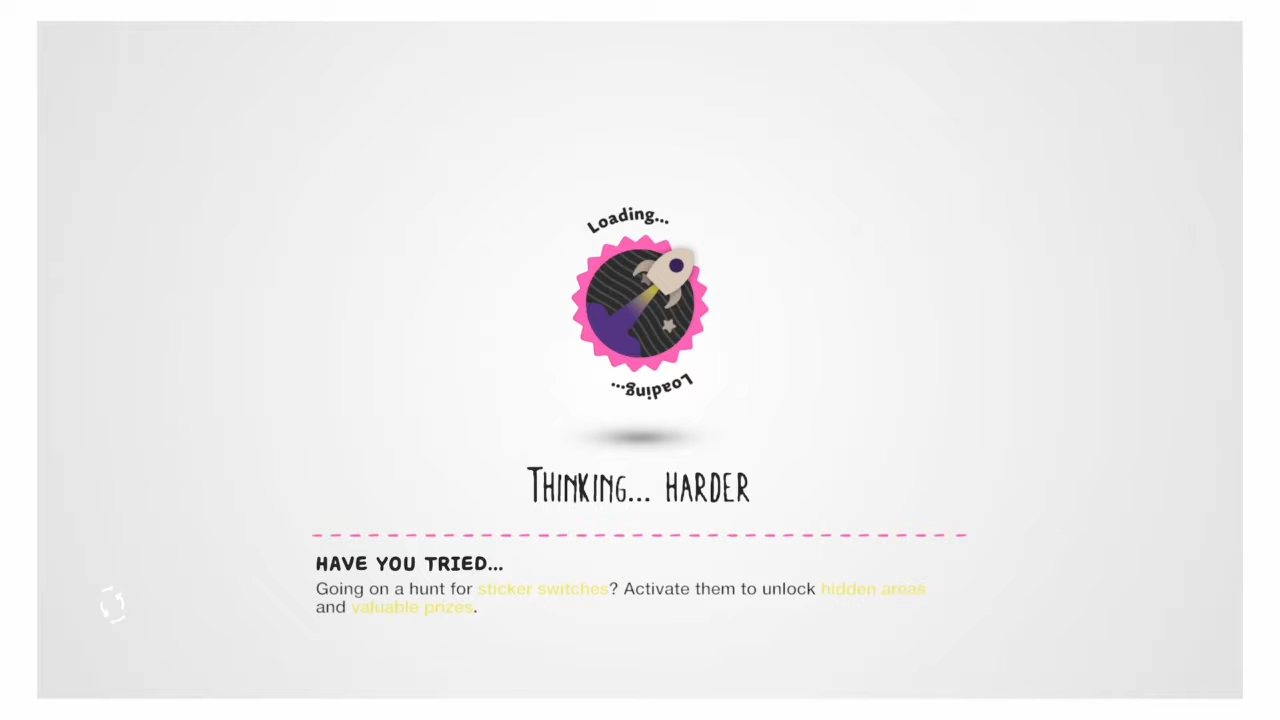 Loading...
Loading...
THINKING... HARDER
HAVE YOU TRIED...
Going on a hunt for sticker switches? Activate them to unlock hidden areas
and valuable prizes.